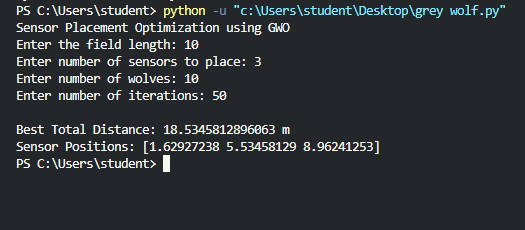 PS C:\Users\student> python -u "c:\Users\student\Desktop\grey wolf.py"
Sensor Placement Optimization using GWO
Enter the field length: 10
Enter number of sensors to place: 3
Enter number of wolves: 10
Enter number of iterations: 50
Best Total Distance: 18.5345812896063 m
Sensor Positions: [1.62927238 5.53458129 8.96241253]
PS C:\Users\student>